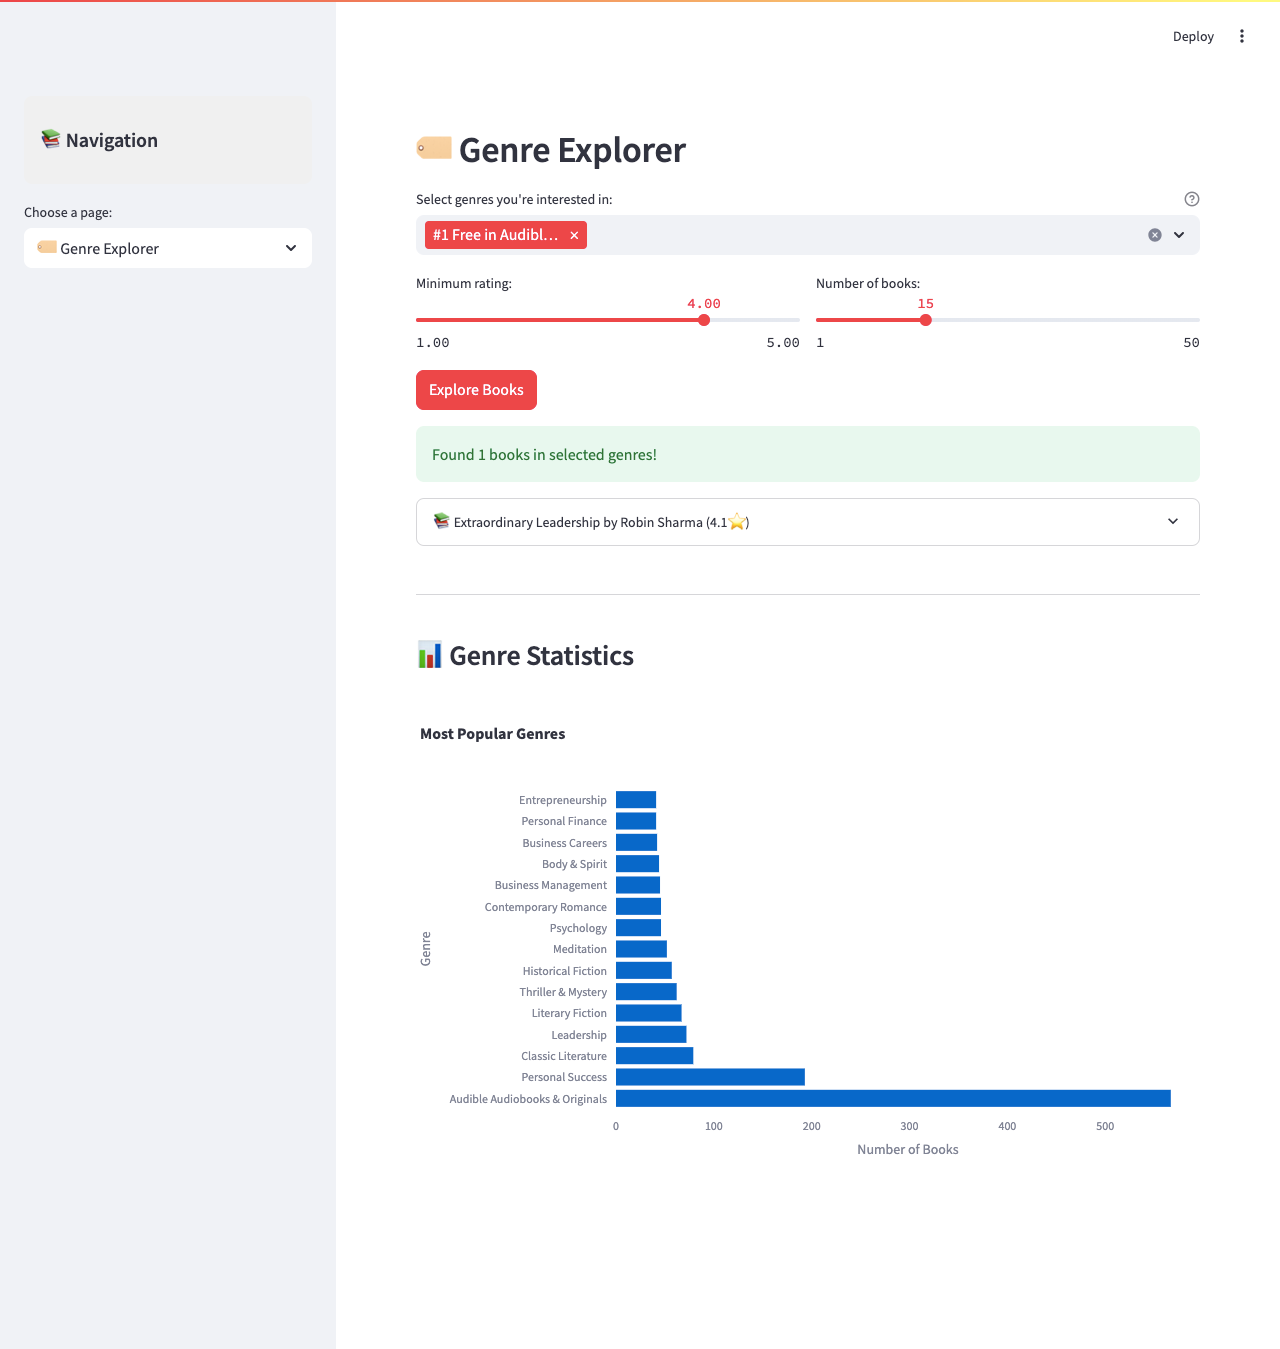 Deploy
📚 Navigation
Choose a page:
🏷️ Genre Explorer
🏷️ Genre Explorer
Select genres you're interested in:
#1 Free in Audibl…
Minimum rating:
Number of books:
4.00
15
1.00
5.00
1
50
Explore Books
Found 1 books in selected genres!
📚 Extraordinary Leadership by Robin Sharma (4.1⭐)
📊 Genre Statistics
Most Popular Genres
Entrepreneurship
Personal Finance
Business Careers
Body & Spirit
Business Management
Contemporary Romance
Psychology
Meditation
Historical Fiction
Thriller & Mystery
Literary Fiction
Leadership
Classic Literature
Personal Success
Audible Audiobooks & Originals
Genre
0
100
200
300
400
500
Number of Books